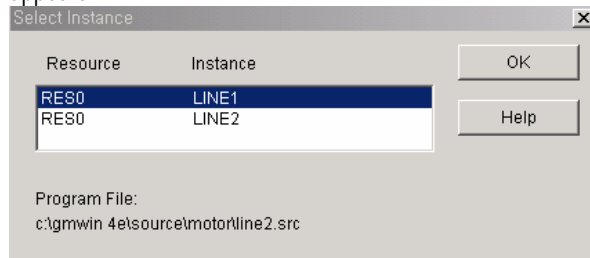 Select Instance
Resource Instance OK
RES0 LINE1
RES0 LINE2
Help
Program File:
c:\gmwin 4e\source\motor\line2.src